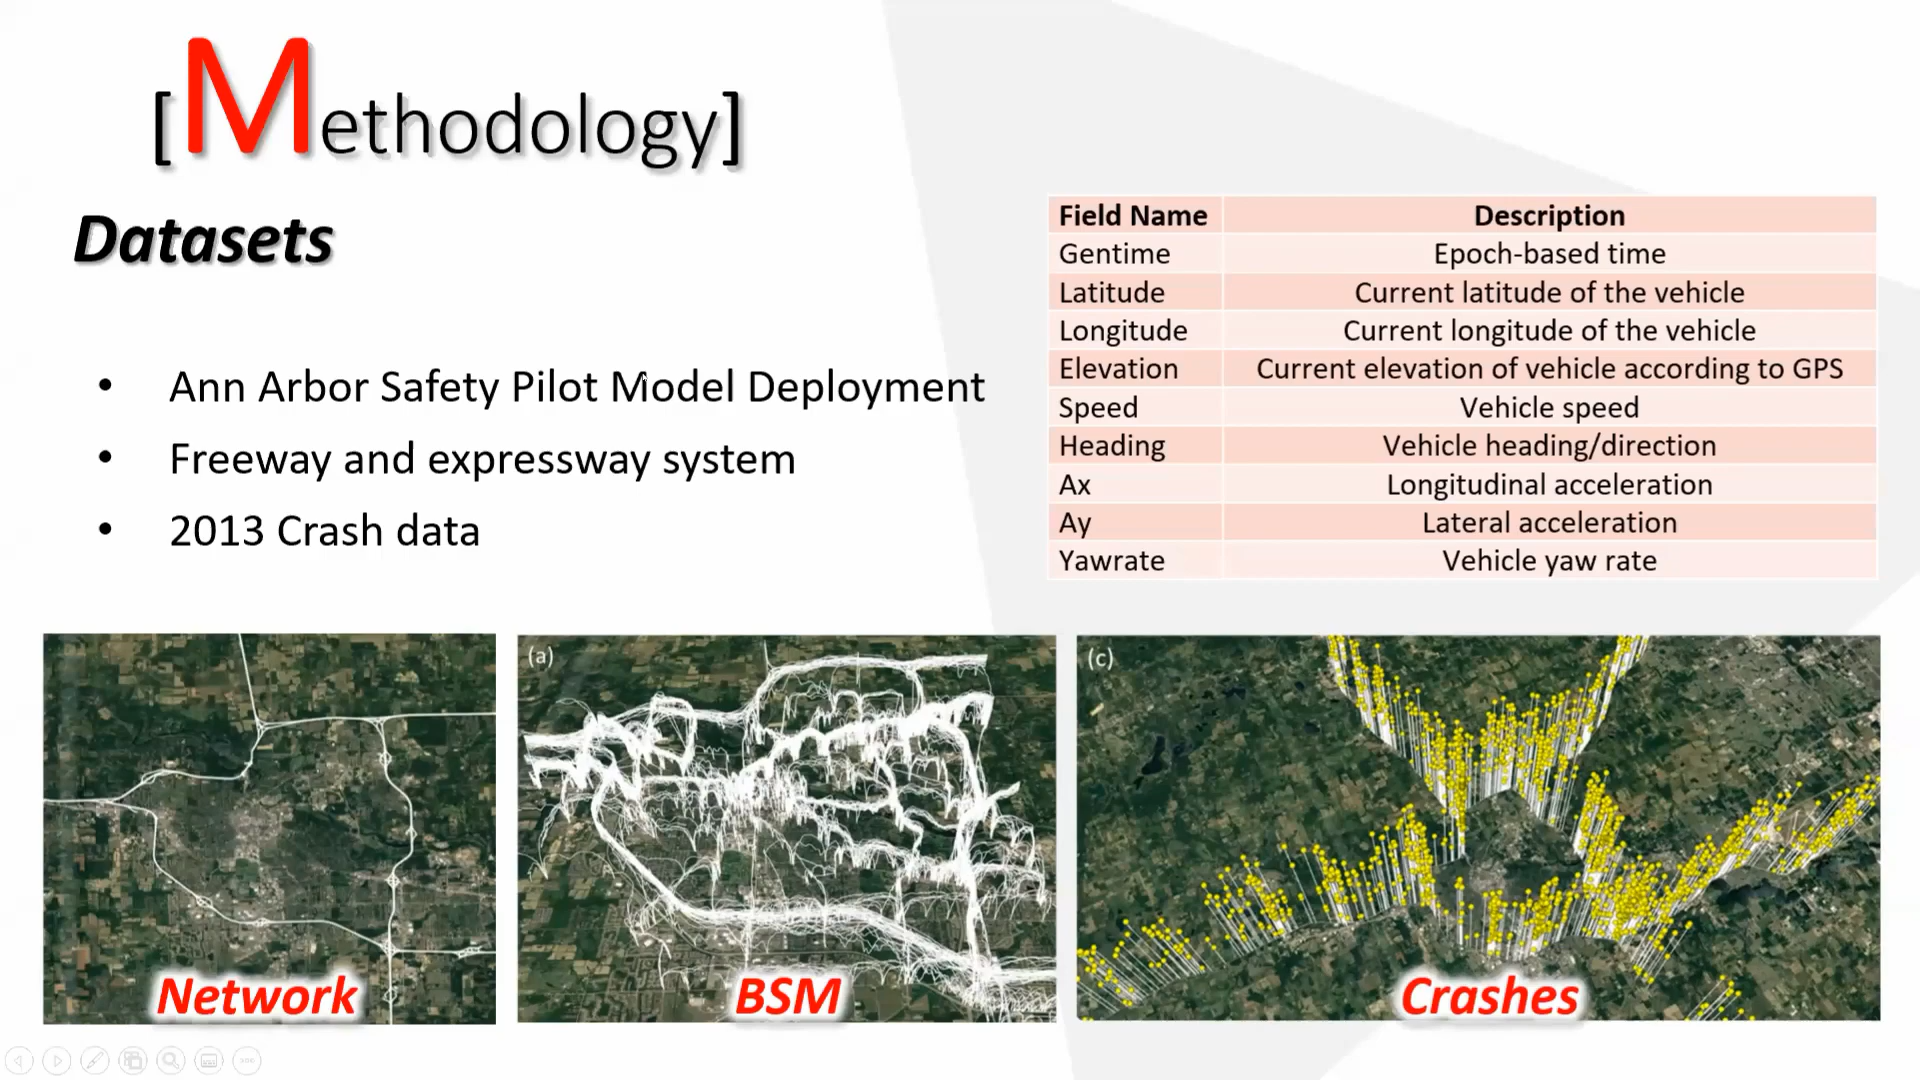 [Methodology]
Datasets
• Ann Arbor Safety Pilot Model Deployment
• Freeway and expressway system
• 2013 Crash data
Field Name Description
Gentime Epoch-based time
Latitude Current latitude of the vehicle
Longitude Current longitude of the vehicle
Elevation Current elevation of vehicle according to GPS
Speed Vehicle speed
Heading Vehicle heading/direction
Ax Longitudinal acceleration
Ay Lateral acceleration
Yawrate Vehicle yaw rate
Network
(a)
BSM
(c)
Crashes